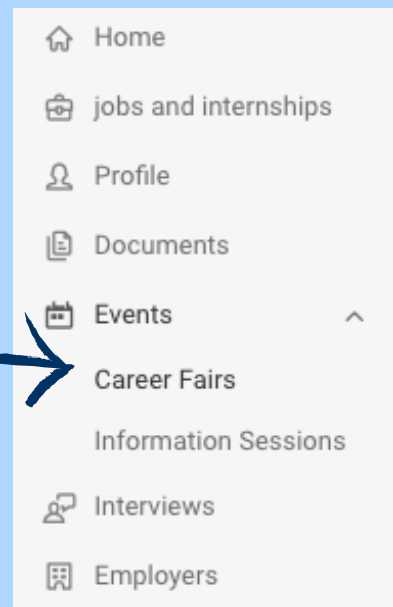 Home
jobs and internships
Profile
Documents
Events
Career Fairs
Information Sessions
Interviews
Employers